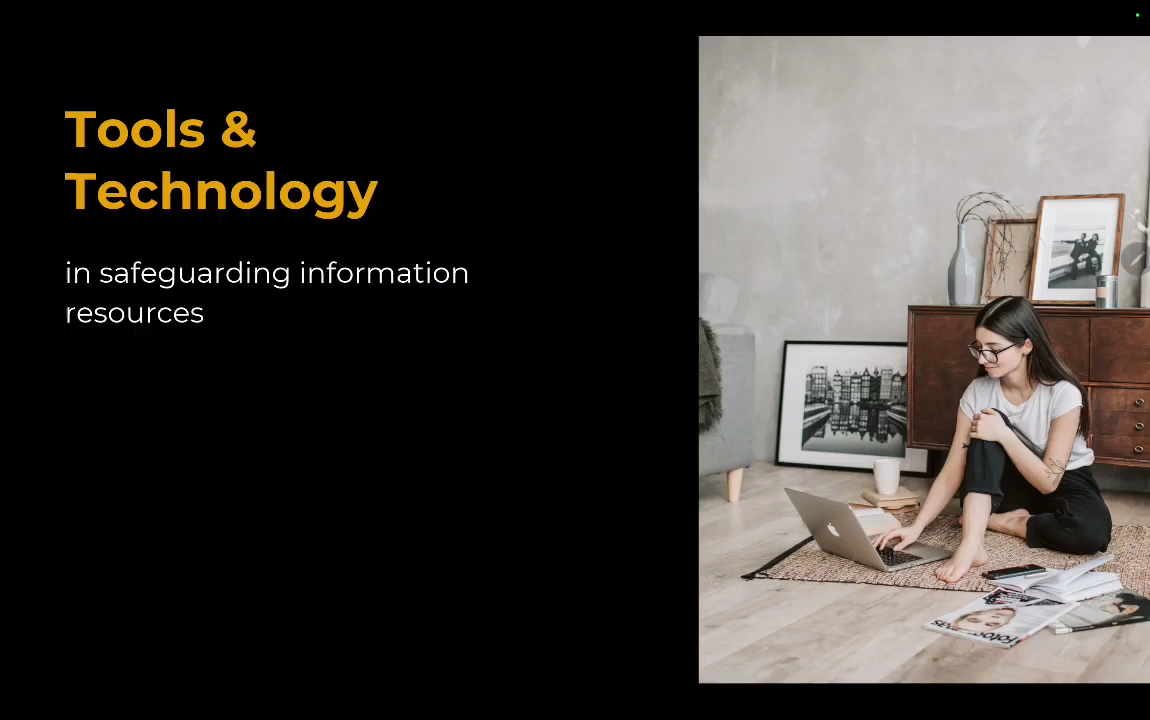 Tools &
Technology
in safeguarding information
resources